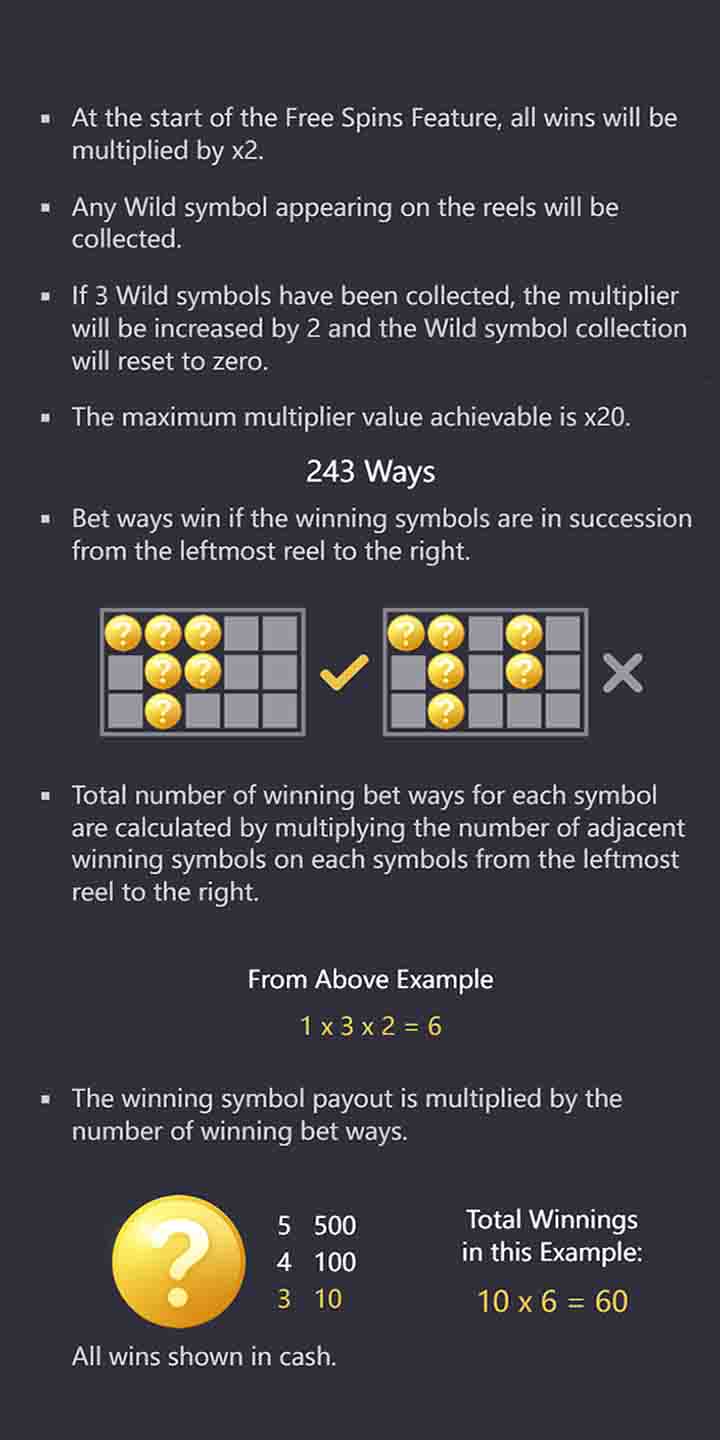 At the start of the Free Spins Feature, all wins will be
multiplied by x2.
Any Wild symbol appearing on the reels will be
collected.
If 3 Wild symbols have been collected, the multiplier
will be increased by 2 and the Wild symbol collection
will reset to zero.
The maximum multiplier value achievable is x20.
243 Ways
Bet ways win if the winning symbols are in succession
from the leftmost reel to the right.
? ? ? ? ? ?
? ? ? ? ? ?
Total number of winning bet ways for each symbol
are calculated by multiplying the number of adjacent
winning symbols on each symbols from the leftmost
reel to the right.
From Above Example
1 x 3 x 2 = 6
The winning symbol payout is multiplied by the
number of winning bet ways.
?
5 500
4 100
3 10
Total Winnings
in this Example:
10 x 6 = 60
All wins shown in cash.